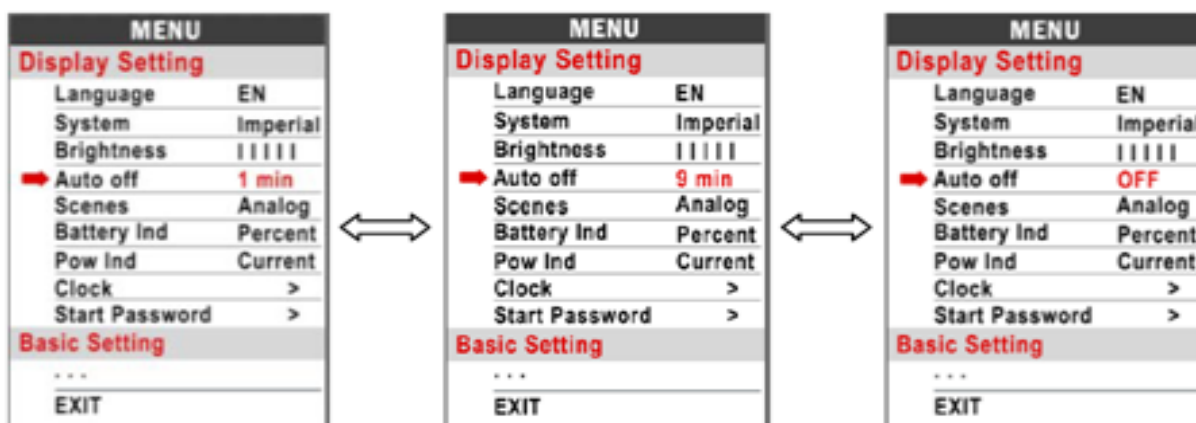 MENU
Display Setting
Language EN
System Imperial
Brightness | | | | |
Auto off 1 min
Scenes Analog
Battery Ind Percent
Pow Ind Current
Clock >
Start Password >
Basic Setting
...
EXIT
MENU
Display Setting
Language EN
System Imperial
Brightness | | | | |
Auto off 9 min
Scenes Analog
Battery Ind Percent
Pow Ind Current
Clock >
Start Password >
Basic Setting
...
EXIT
MENU
Display Setting
Language EN
System Imperial
Brightness | | | | |
Auto off OFF
Scenes Analog
Battery Ind Percent
Pow Ind Current
Clock >
Start Password >
Basic Setting
...
EXIT